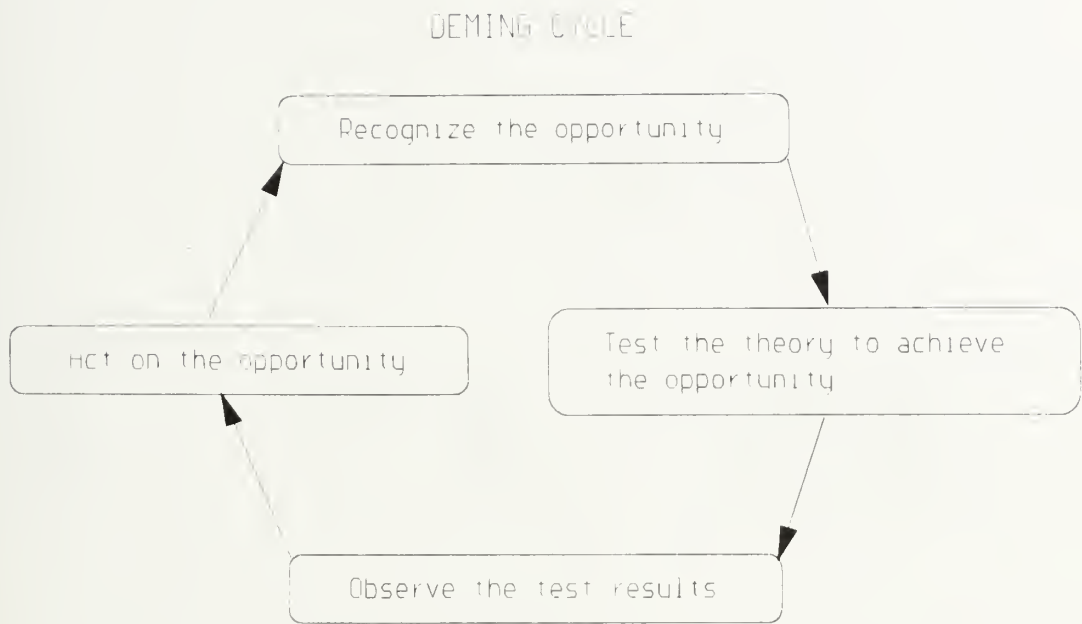 DEMING CYCLE
Recognize the opportunity
Test the theory to achieve
the opportunity
Act on the opportunity
Observe the test results